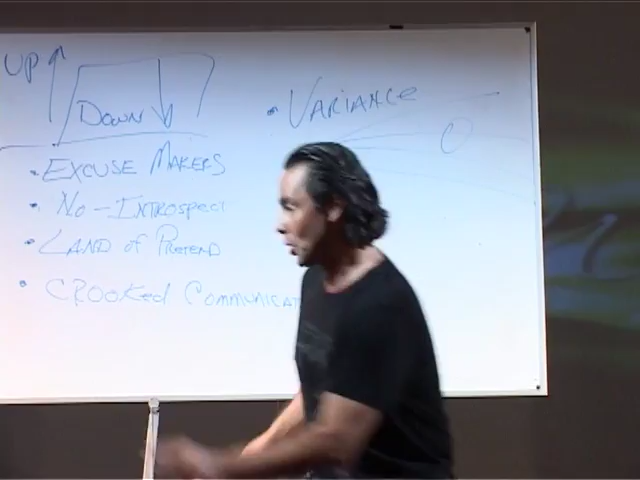 UP
DOWN
• VARIANCE
• EXCUSE MAKERS
• NO-INTROSPECT
• LAND of PRETEND
• CROOKed COMMUNICAT